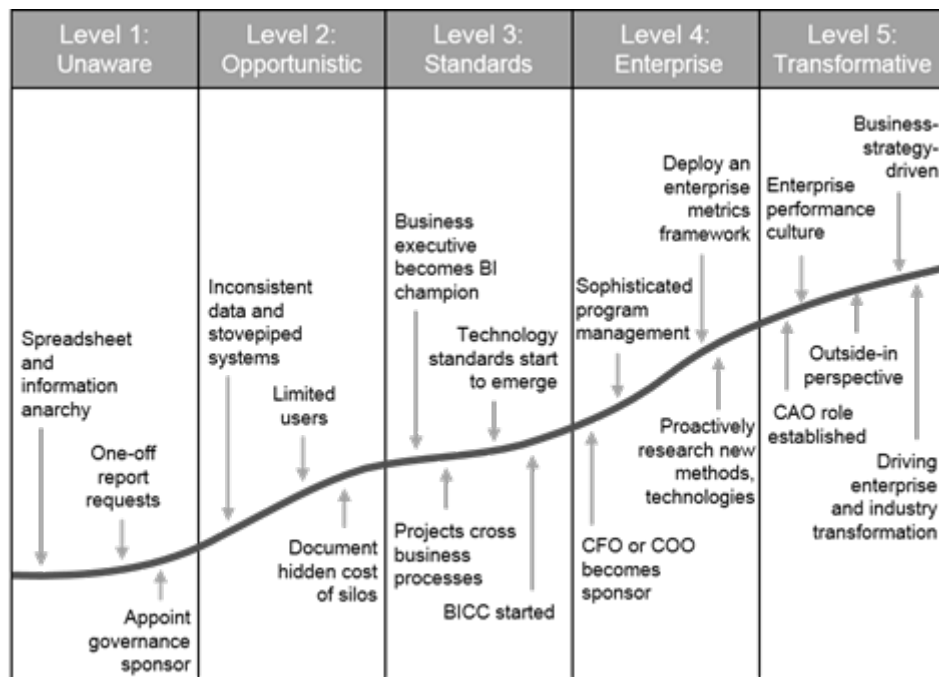 Level 1:
Unaware
Level 2:
Opportunistic
Level 3:
Standards
Level 4:
Enterprise
Level 5:
Transformative
Spreadsheet
and
information
anarchy
One-off
report
requests
Appoint
governance
sponsor
Inconsistent
data and
stovepiped
systems
Limited
users
Document
hidden cost
of silos
Business
executive
becomes BI
champion
Technology
standards start
to emerge
Projects cross
business
processes
BICC started
Sophisticated
program
management
Deploy an
enterprise
metrics
framework
CFO or COO
becomes
sponsor
Proactively
research new
methods,
technologies
Enterprise
performance
culture
Business-
strategy-
driven
Outside-in
perspective
CAO role
established
Driving
enterprise
and industry
transformation